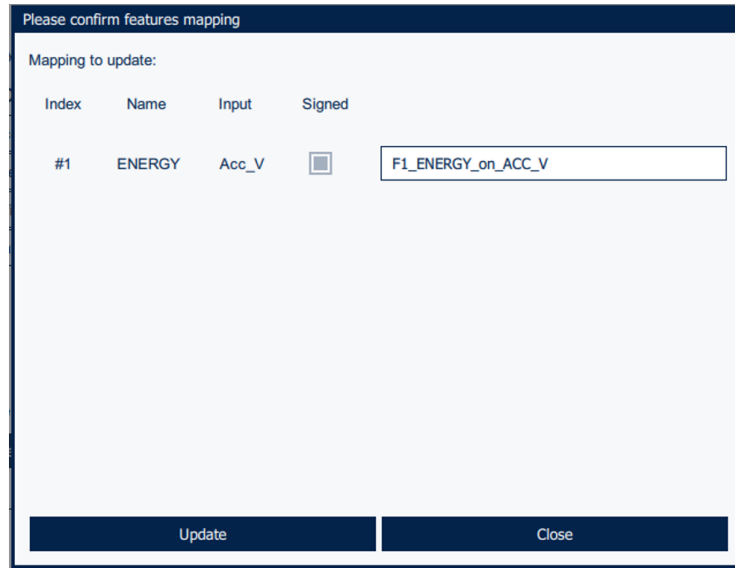 Please confirm features mapping
Mapping to update:
Index Name Input Signed
#1 ENERGY Acc_V F1_ENERGY_on_ACC_V
Update Close